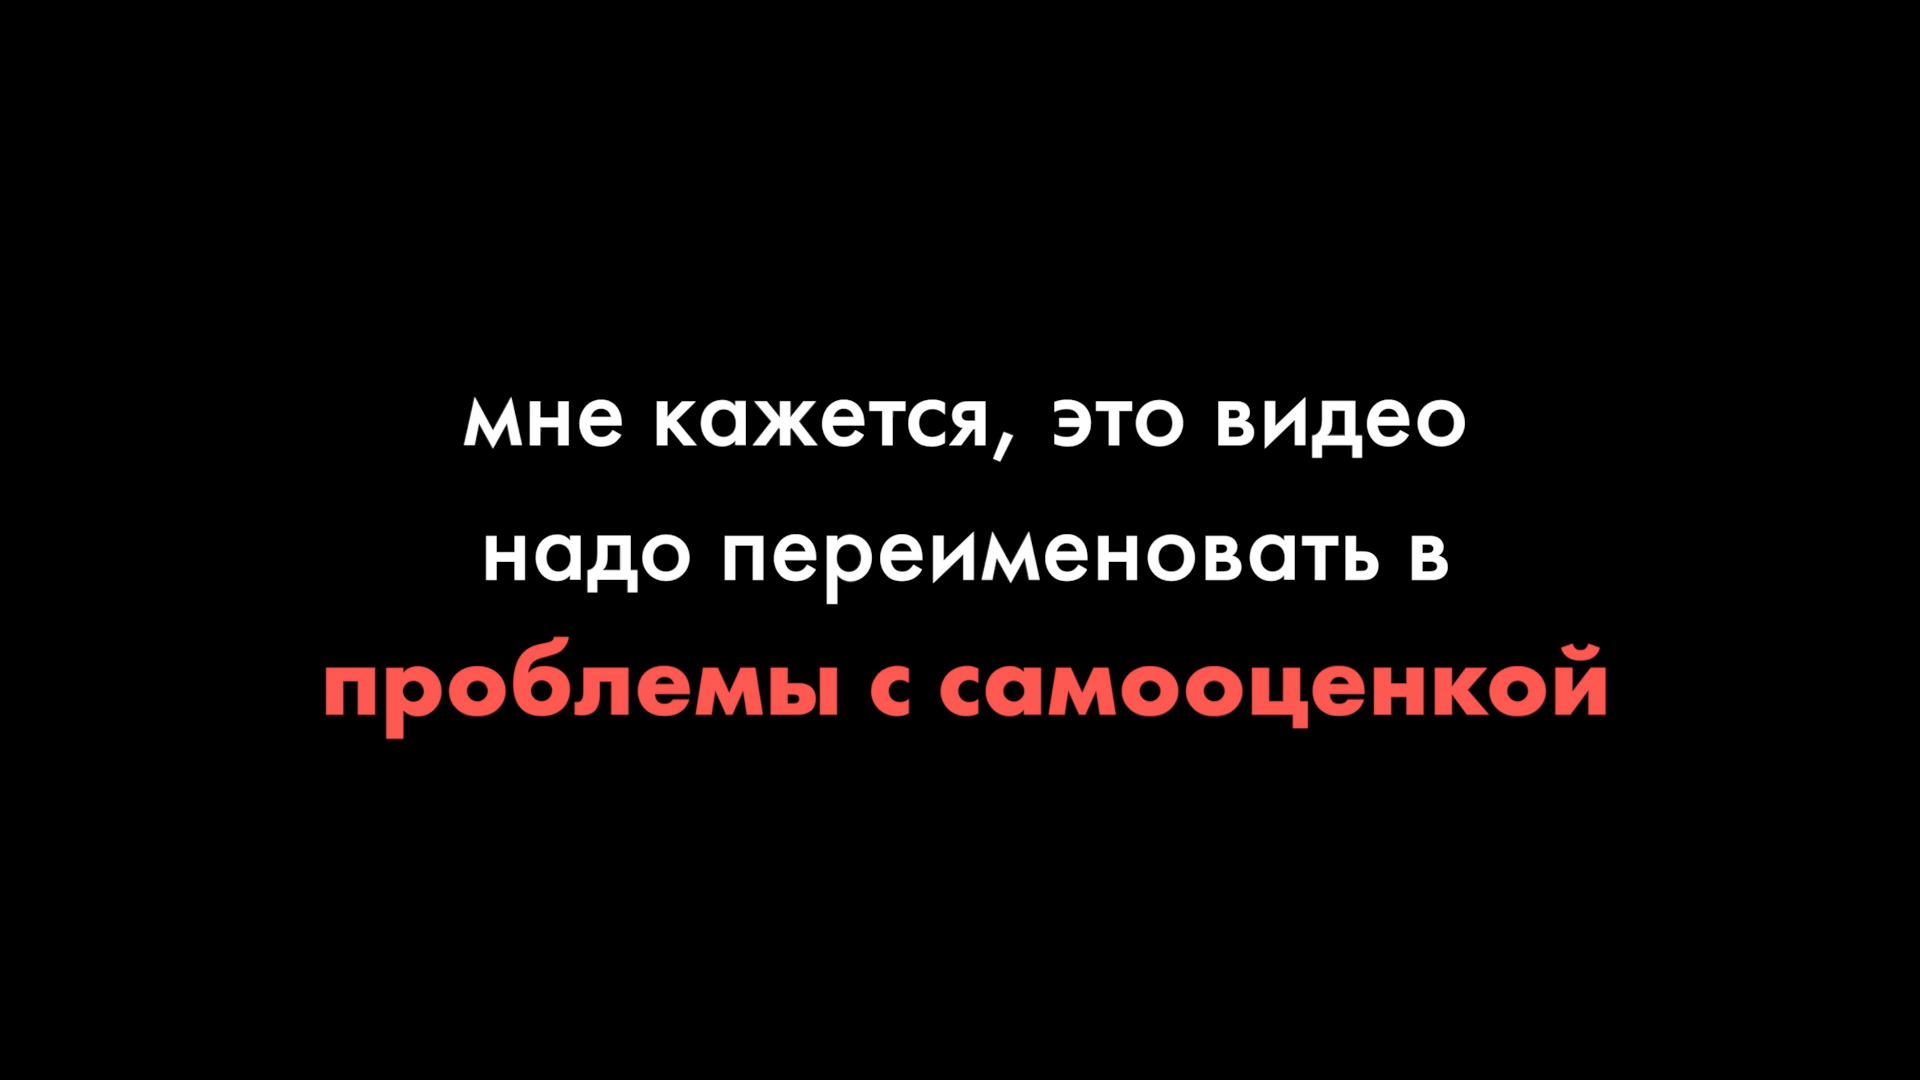 мне кажется, это видео
надо переименовать в
проблемы с самооценкой